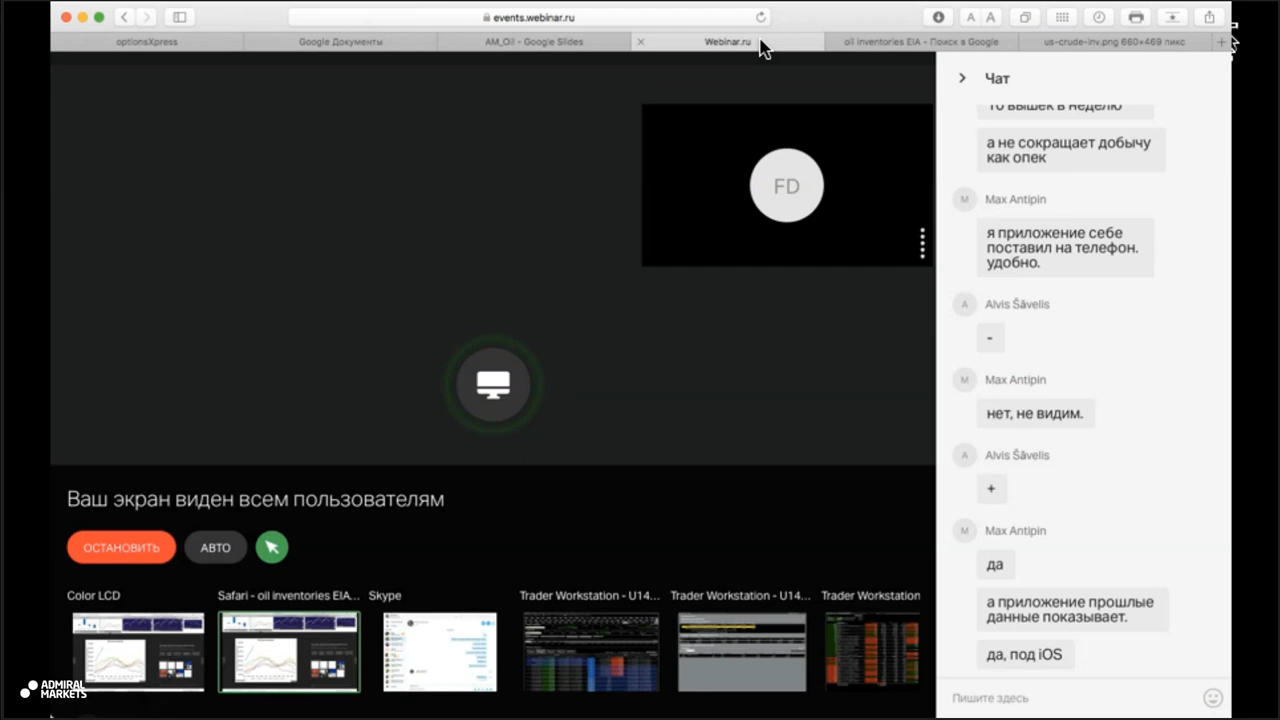 events.webinar.ru
A A
optionsXpress
Google Документы
AM_Oil - Google Slides
Webinar.ru
oil inventories EIA - Поиск в Google
us-crude-inv.png 660×469 пикс
FD
Чат
10 вышек в неделю
а не сокращает добычу
как опек
M
Max Antipin
я приложение себе
поставил на телефон.
удобно.
A
Alvis Šāvelis
-
M
Max Antipin
нет, не видим.
A
Alvis Šāvelis
+
M
Max Antipin
да
а приложение прошлые
данные показывает.
да, под iOS
Пишите здесь
Ваш экран виден всем пользователям
ОСТАНОВИТЬ
АВТО
Color LCD
Safari - oil inventories EIA...
Skype
Trader Workstation - U14...
Trader Workstation - U14...
Trader Workstation
ADMIRAL
MARKETS